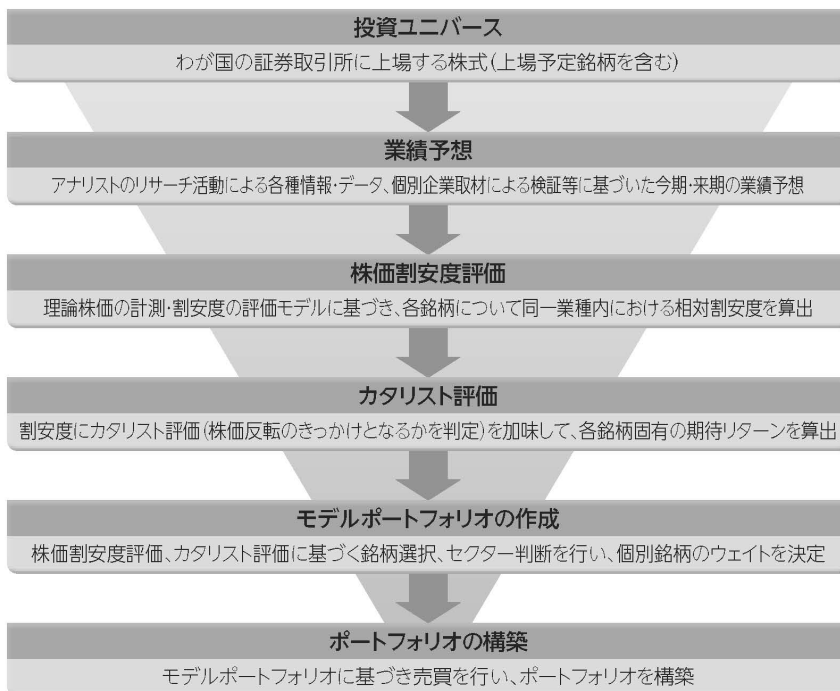 投資ユニバース
わが国の証券取引所に上場する株式(上場予定銘柄を含む)
業績予想
アナリストのリサーチ活動による各種情報・データ、個別企業取材による検証等に基づいた今期・来期の業績予想
株価割安度評価
理論株価の計測・割安度の評価モデルに基づき、各銘柄について同一業種内における相対割安度を算出
カタリスト評価
割安度にカタリスト評価(株価反転のきっかけとなるかを判定)を加味して、各銘柄固有の期待リターンを算出
モデルポートフォリオの作成
株価割安度評価、カタリスト評価に基づく銘柄選択、セクター判断を行い、個別銘柄のウェイトを決定
ポートフォリオの構築
モデルポートフォリオに基づき売買を行い、ポートフォリオを構築